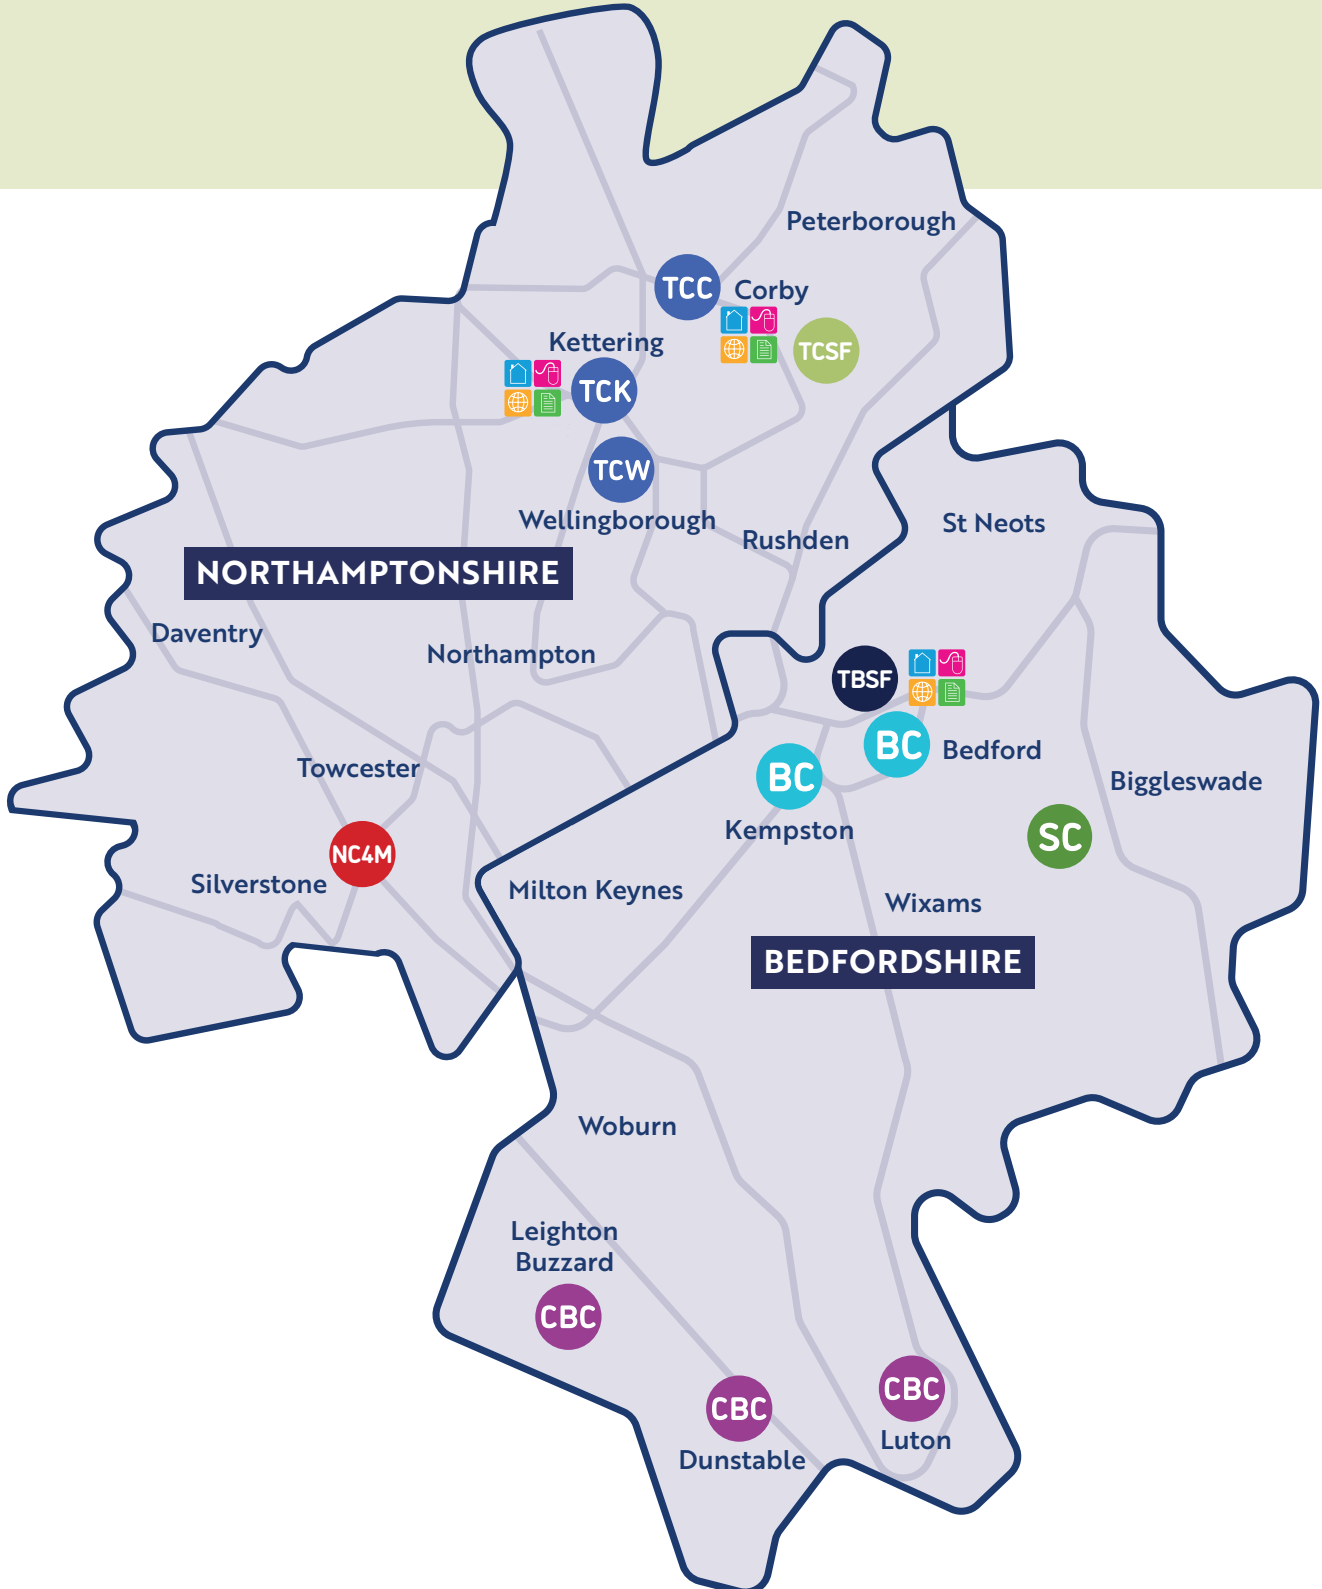 Peterborough
TCC
Corby
Kettering
TCSF
TCK
TCW
Wellingborough
St Neots
Rushden
NORTHAMPTONSHIRE
Daventry
Northampton
TBSF
BC
Bedford
Towcester
BC
Biggleswade
Kempston
SC
NC4M
Silverstone
Milton Keynes
Wixams
BEDFORDSHIRE
Woburn
Leighton
Buzzard
CBC
CBC
CBC
Luton
Dunstable